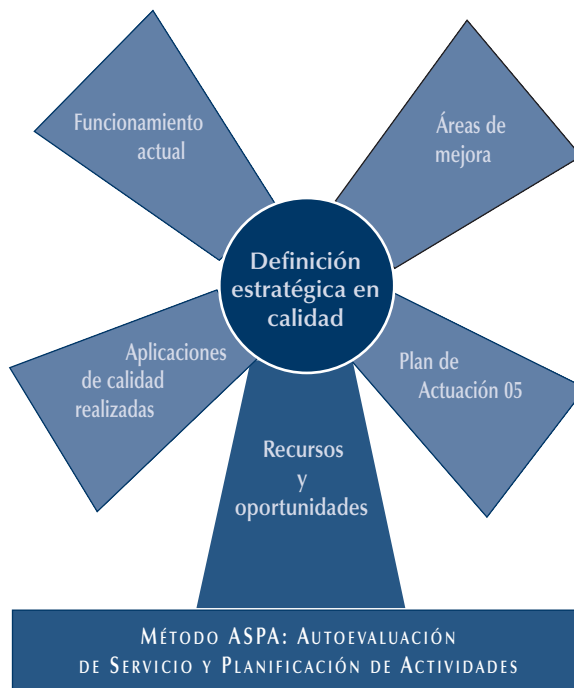 Funcionamiento
actual
Áreas de
mejora
Definición
estratégica en
calidad
Aplicaciones
de calidad
realizadas
Plan de
Actuación 05
Recursos
y
oportunidades
MÉTODO ASPA: AUTOEVALUACIÓN
DE SERVICIO Y PLANIFICACIÓN DE ACTIVIDADES